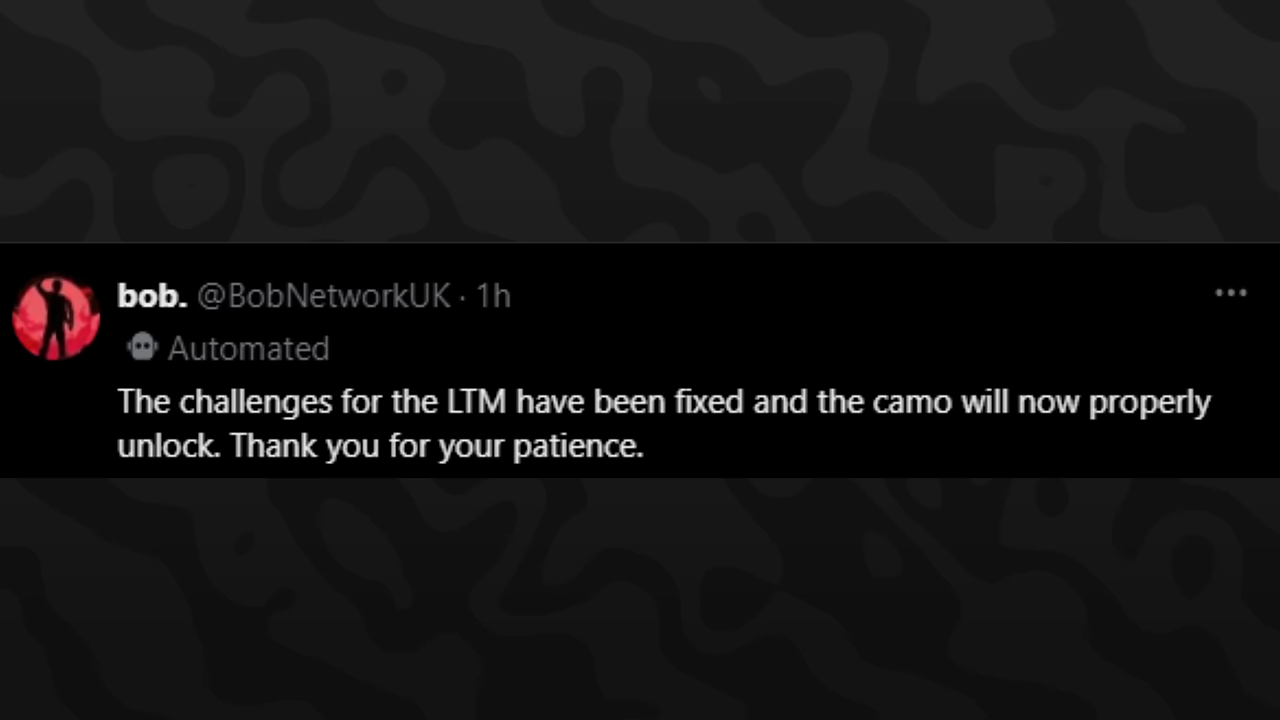 bob. @BobNetworkUK · 1h
Automated
The challenges for the LTM have been fixed and the camo will now properly
unlock. Thank you for your patience.